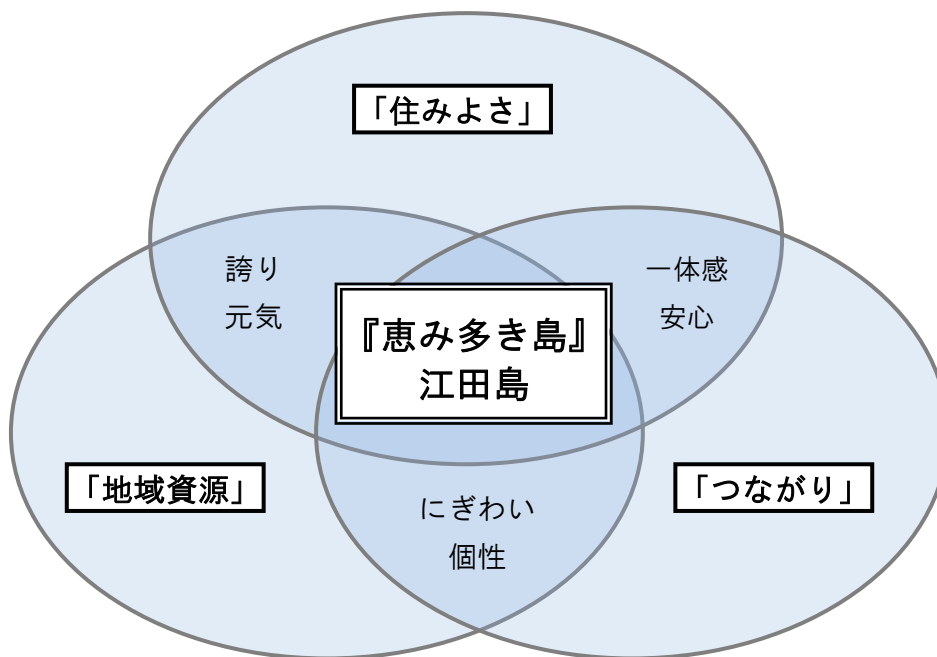 「住みよさ」
誇り
元気
一体感
安心
『恵み多き島』
江田島
「地域資源」
「つながり」
にぎわい
個性